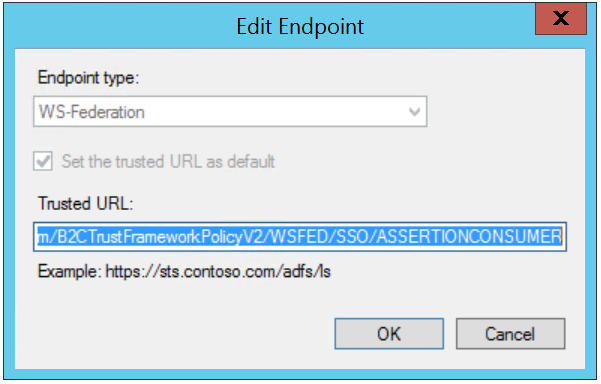 Edit Endpoint
X
Endpoint type:
WS-Federation
Set the trusted URL as default
Trusted URL:
m/B2CTrustFrameworkPolicyV2/WSFED/SSO/ASSERTIONCONSUMER
Example: https://sts.contoso.com/adfs/ls
OK
Cancel